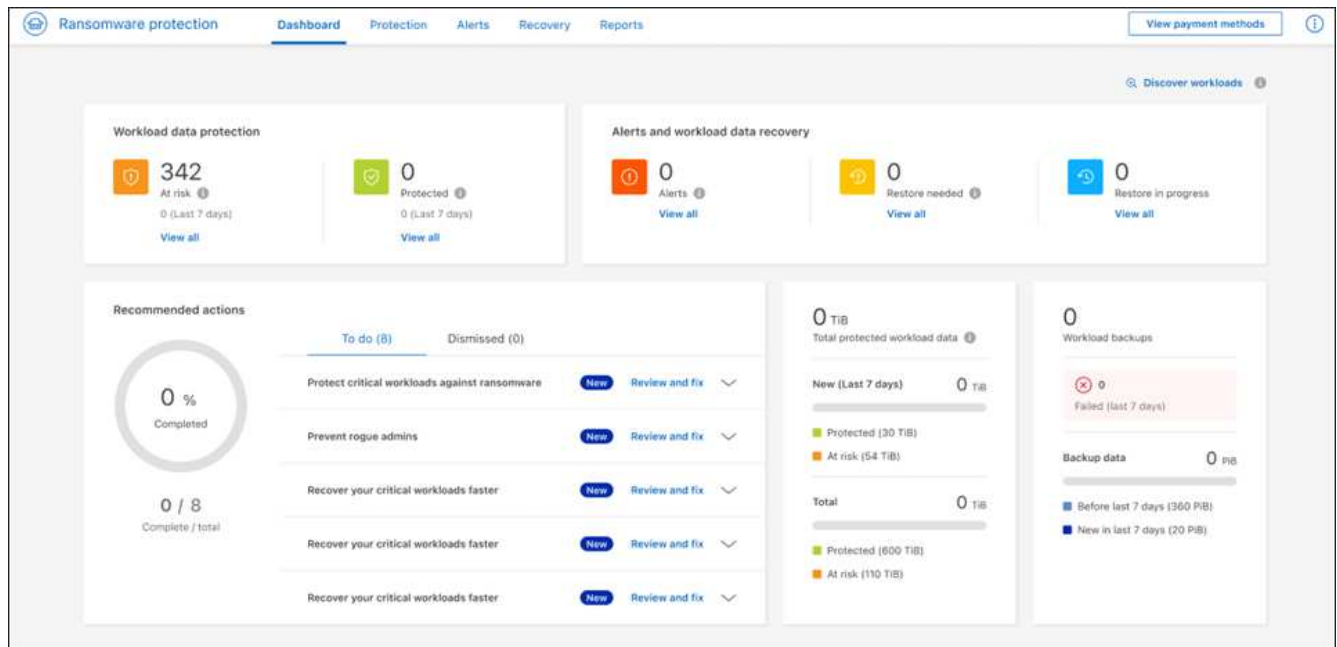 Ransomware protection
Dashboard
Protection
Alerts
Recovery
Reports
View payment methods
Discover workloads
Workload data protection
342
At risk
0 (Last 7 days)
View all
0
Protected
0 (Last 7 days)
View all
Alerts and workload data recovery
0
Alerts
View all
0
Restore needed
View all
0
Restore in progress
View all
Recommended actions
0 %
Completed
0 / 8
Complete / total
To do (8)
Dismissed (0)
Protect critical workloads against ransomware New Review and fix
Prevent rogue admins New Review and fix
Recover your critical workloads faster New Review and fix
Recover your critical workloads faster New Review and fix
Recover your critical workloads faster New Review and fix
0 TiB
Total protected workload data
New (Last 7 days) 0 TiB
Protected (30 TiB)
At risk (54 TiB)
Total 0 TiB
Protected (600 TiB)
At risk (110 TiB)
0
Workload backups
0
Failed (last 7 days)
Backup data 0 PiB
Before last 7 days (360 PiB)
New in last 7 days (20 PiB)